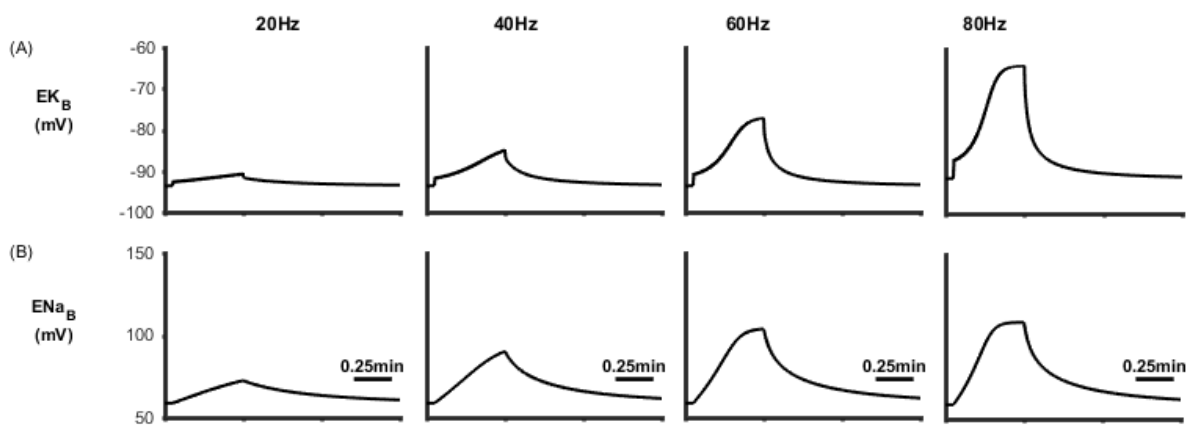 20Hz 40Hz 60Hz 80Hz
(A)
EK_B
(mV)
-60
-70
-80
-90
-100
(B)
ENa_B
(mV)
150
100
50
0.25min 0.25min 0.25min 0.25min